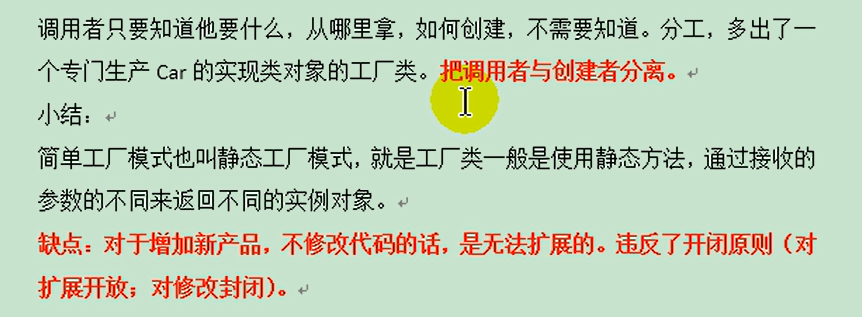 调用者只要知道他要什么，从哪里拿，如何创建，不需要知道。分工，多出了一
个专门生产 Car 的实现类对象的工厂类。把调用者与创建者分离。
小结：
简单工厂模式也叫静态工厂模式，就是工厂类一般是使用静态方法，通过接收的
参数的不同来返回不同的实例对象。
缺点：对于增加新产品，不修改代码的话，是无法扩展的。违反了开闭原则（对
扩展开放；对修改封闭）。